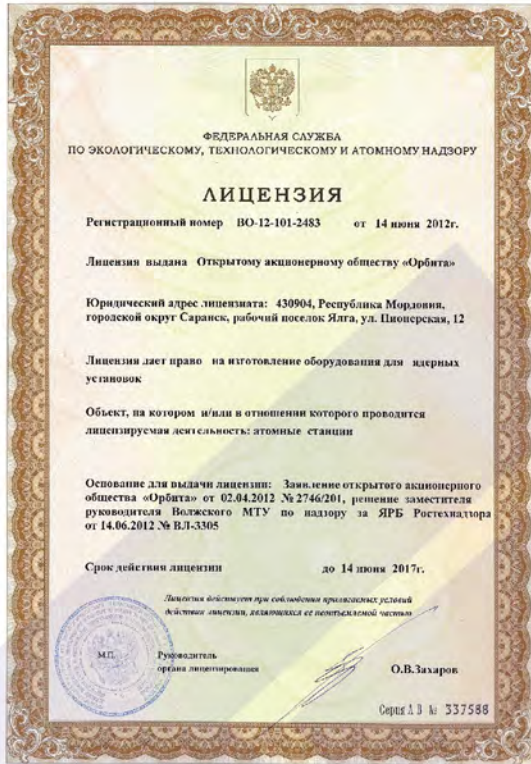 ФЕДЕРАЛЬНАЯ СЛУЖБА
ПО ЭКОЛОГИЧЕСКОМУ, ТЕХНОЛОГИЧЕСКОМУ И АТОМНОМУ НАДЗОРУ
ЛИЦЕНЗИЯ
Регистрационный номер ВО-12-101-2483 от 14 июня 2012г.
Лицензия выдана Открытому акционерному обществу «Орбита»
Юридический адрес лицензиата: 430904, Республика Мордовия,
городской округ Саранск, рабочий поселок Ялга, ул. Пионерская, 12
Лицензия дает право на изготовление оборудования для ядерных
установок
Объект, на котором и/или в отношении которого проводится
лицензируемая деятельность: атомные станции
Основание для выдачи лицензии: Заявление открытого акционерного
общества «Орбита» от 02.04.2012 № 2746/201, решение заместителя
руководителя Волжского МТУ по надзору за ЯРБ Ростехнадзора
от 14.06.2012 № ВЛ-3305
Срок действия лицензии до 14 июня 2017г.
Лицензия действует при соблюдении прилагаемых условий
действия лицензии, являющихся ее неотъемлемой частью
М.П. Руководитель
органа лицензирования О.В.Захаров
Серия А В № 337588